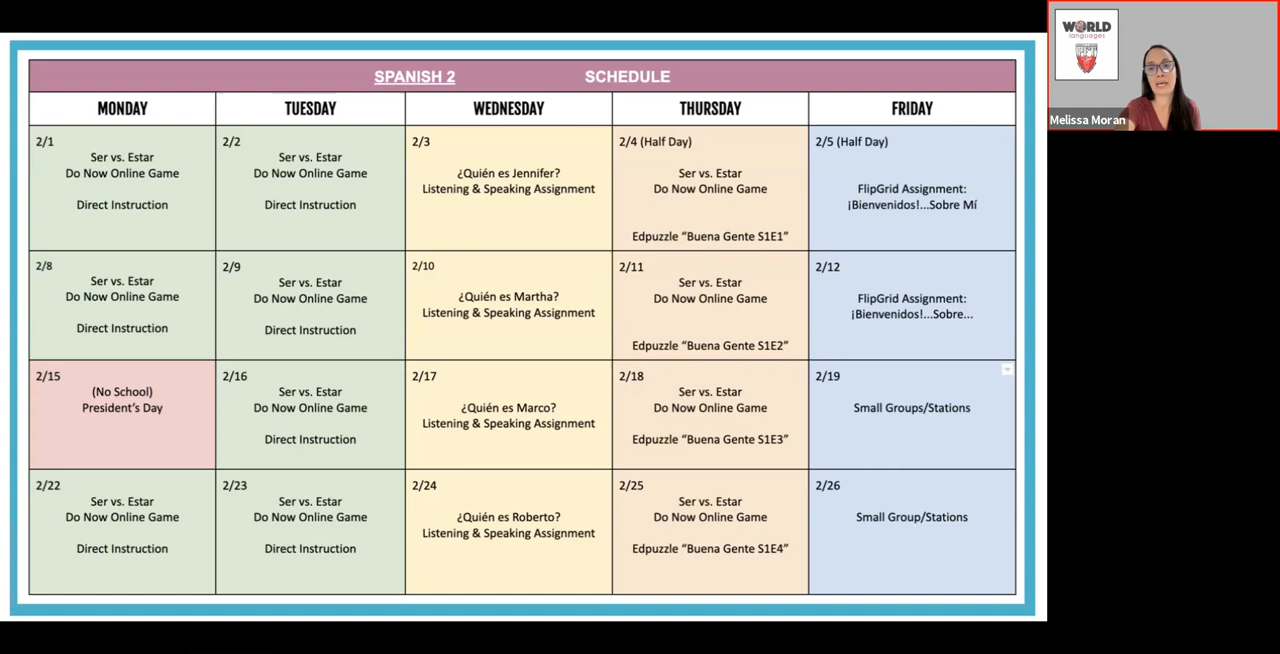 SPANISH 2 SCHEDULE
MONDAY TUESDAY WEDNESDAY THURSDAY FRIDAY
2/1
Ser vs. Estar
Do Now Online Game
Direct Instruction
2/2
Ser vs. Estar
Do Now Online Game
Direct Instruction
2/3
¿Quién es Jennifer?
Listening & Speaking Assignment
2/4 (Half Day)
Ser vs. Estar
Do Now Online Game
Edpuzzle “Buena Gente S1E1”
2/5 (Half Day)
FlipGrid Assignment:
¡Bienvenidos!...Sobre Mí
2/8
Ser vs. Estar
Do Now Online Game
Direct Instruction
2/9
Ser vs. Estar
Do Now Online Game
Direct Instruction
2/10
¿Quién es Martha?
Listening & Speaking Assignment
2/11
Ser vs. Estar
Do Now Online Game
Edpuzzle “Buena Gente S1E2”
2/12
FlipGrid Assignment:
¡Bienvenidos!...Sobre...
2/15
(No School)
President’s Day
2/16
Ser vs. Estar
Do Now Online Game
Direct Instruction
2/17
¿Quién es Marco?
Listening & Speaking Assignment
2/18
Ser vs. Estar
Do Now Online Game
Edpuzzle “Buena Gente S1E3”
2/19
Small Groups/Stations
2/22
Ser vs. Estar
Do Now Online Game
Direct Instruction
2/23
Ser vs. Estar
Do Now Online Game
Direct Instruction
2/24
¿Quién es Roberto?
Listening & Speaking Assignment
2/25
Ser vs. Estar
Do Now Online Game
Edpuzzle “Buena Gente S1E4”
2/26
Small Group/Stations
WORLD
languages
Melissa Moran